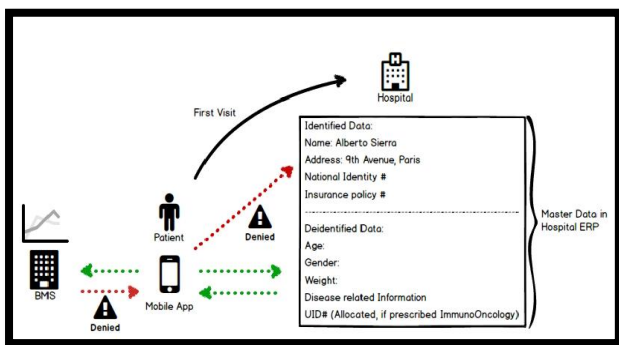 Hospital
First Visit
Identified Data:
Name: Alberto Sierra
Address: 9th Avenue, Paris
National Identity #
Insurance policy #
Deidentified Data:
Age:
Gender:
Weight:
Disease related Information
UID# (Allocated, if prescribed ImmunoOncology)
Master Data in
Hospital ERP
Patient
Denied
BMS
Mobile App
Denied